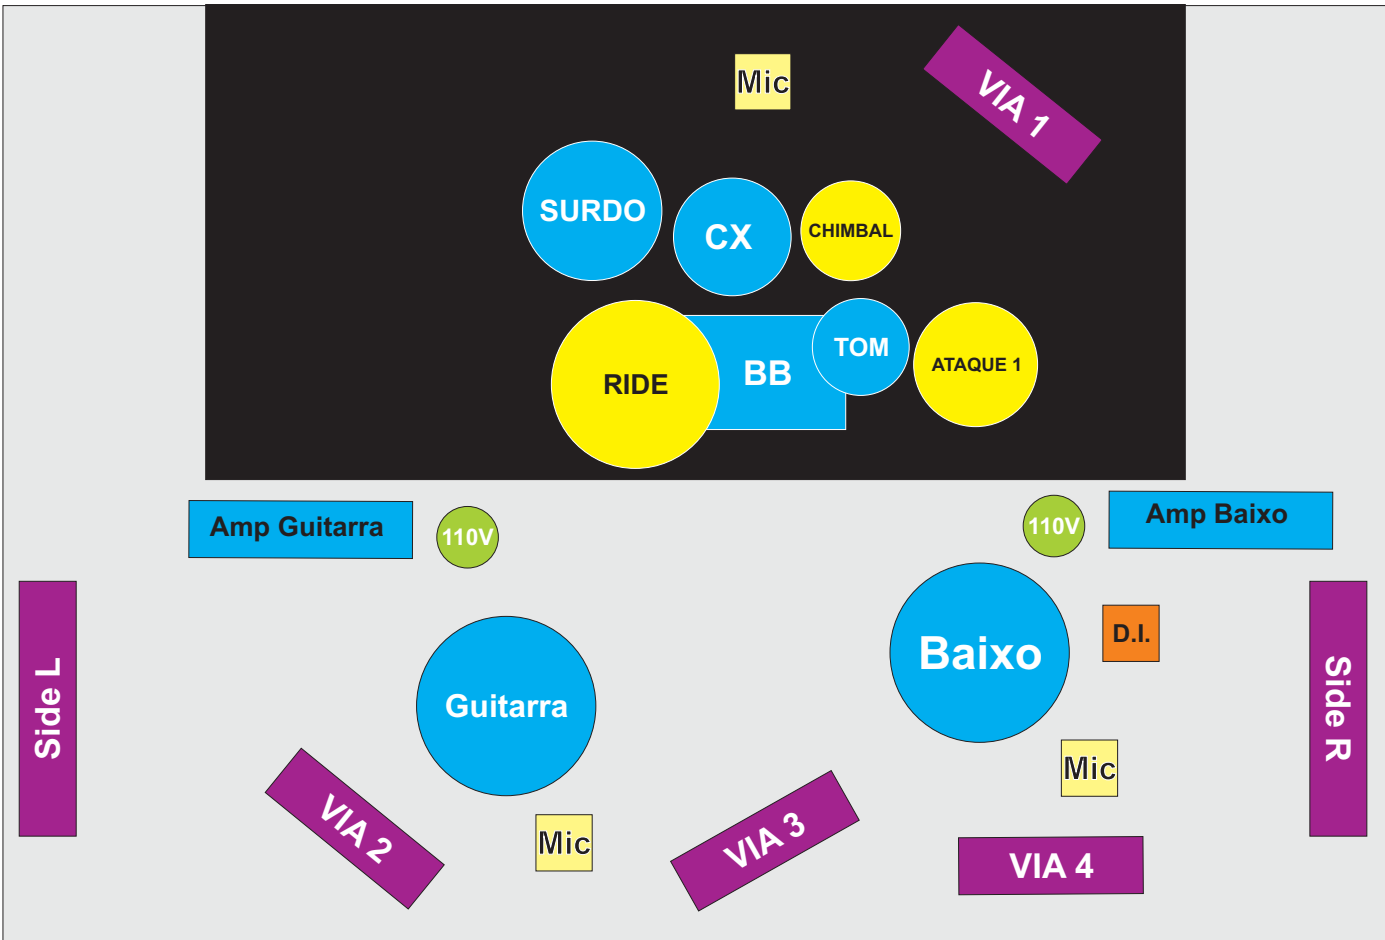 Mic
VIA 1
SURDO
CX
CHIMBAL
RIDE
BB
TOM
ATAQUE 1
Amp Guitarra
110V
110V
Amp Baixo
Side L
Guitarra
Baixo
D.I.
Side R
Mic
VIA 2
Mic
VIA 3
VIA 4